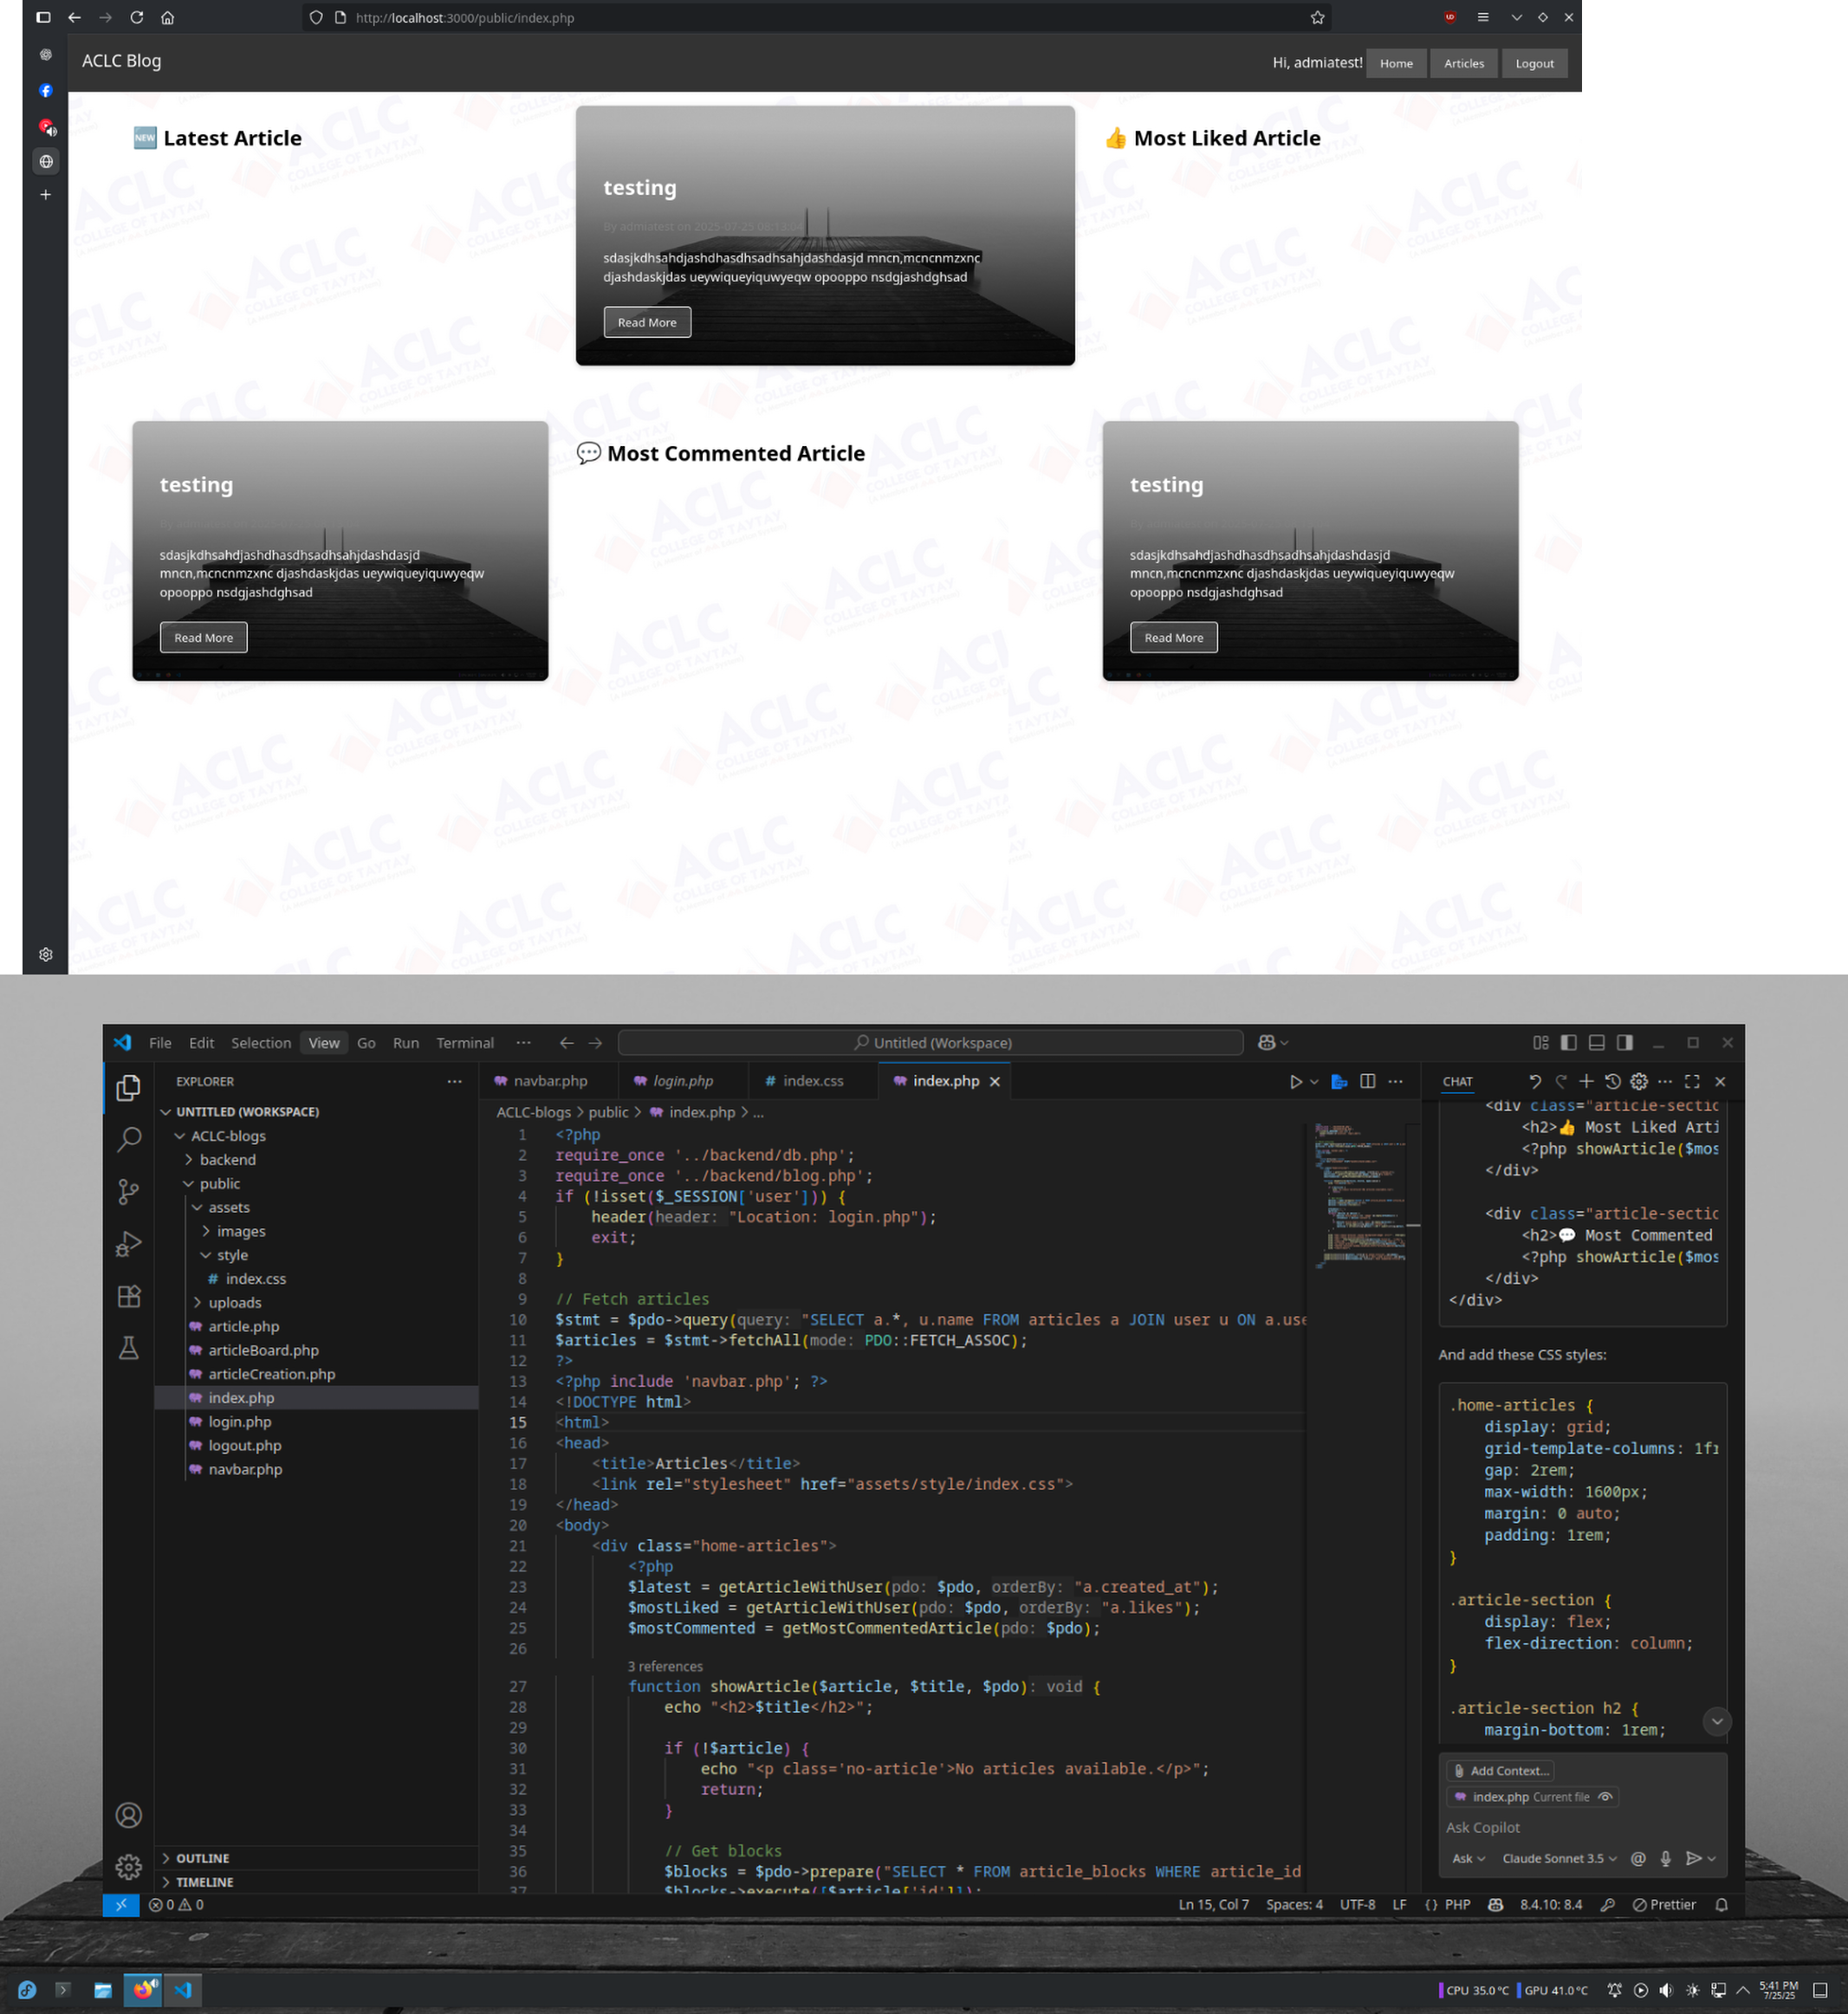 http://localhost:3000/public/index.php
ACLC Blog
Hi, admiatest!
Home
Articles
Logout
🆕 Latest Article
testing
By admiatest on 2025-07-25 08:13:04
sdasjkdhsahdjashdhasdhsadhsahjdashdasjd mncn,mcncnmzxnc
djashdaskjdas ueywiqueyiquwyeqw opooppo nsdgjashdghsad
Read More
👍 Most Liked Article
testing
By admiatest on
sdasjkdhsahdjashdhasdhsadhsahjdashdasjd
mncn,mcncnmzxnc djashdaskjdas ueywiqueyiquwyeqw
opooppo nsdgjashdghsad
Read More
💬 Most Commented Article
testing
By admiatest on
sdasjkdhsahdjashdhasdhsadhsahjdashdasjd
mncn,mcncnmzxnc djashdaskjdas ueywiqueyiquwyeqw
opooppo nsdgjashdghsad
Read More
ACLC
COLLEGE OF TAYTAY
File Edit Selection View Go Run Terminal ···
Untitled (Workspace)
EXPLORER
UNTITLED (WORKSPACE)
ACLC-blogs
backend
public
assets
images
style
# index.css
uploads
article.php
articleBoard.php
articleCreation.php
index.php
login.php
logout.php
navbar.php
OUTLINE
TIMELINE
navbar.php
login.php
# index.css
index.php
ACLC-blogs > public > index.php > ...
1 <?php
2 require_once '../backend/db.php';
3 require_once '../backend/blog.php';
4 if (!isset($_SESSION['user'])) {
5 header(header: "Location: login.php");
6 exit;
7 }
8
9 // Fetch articles
10 $stmt = $pdo->query(query: "SELECT a.*, u.name FROM articles a JOIN user u ON a.use
11 $articles = $stmt->fetchAll(mode: PDO::FETCH_ASSOC);
12 ?>
13 <?php include 'navbar.php'; ?>
14 <!DOCTYPE html>
15 <html>
16 <head>
17 <title>Articles</title>
18 <link rel="stylesheet" href="assets/style/index.css">
19 </head>
20 <body>
21 <div class="home-articles">
22 <?php
23 $latest = getArticleWithUser(pdo: $pdo, orderBy: "a.created_at");
24 $mostLiked = getArticleWithUser(pdo: $pdo, orderBy: "a.likes");
25 $mostCommented = getMostCommentedArticle(pdo: $pdo);
26
3 references
27 function showArticle($article, $title, $pdo): void {
28 echo "<h2>$title</h2>";
29
30 if (!$article) {
31 echo "<p class='no-article'>No articles available.</p>";
32 return;
33 }
34
35 // Get blocks
36 $blocks = $pdo->prepare("SELECT * FROM article_blocks WHERE article_id
37 $blocks->execute([$article['id']]);
CHAT
<div class="article-sectio
<h2>👍 Most Liked Arti
<?php showArticle($mos
</div>
<div class="article-sectio
<h2>💬 Most Commented
<?php showArticle($mos
</div>
</div>
And add these CSS styles:
.home-articles {
display: grid;
grid-template-columns: 1fr
gap: 2rem;
max-width: 1600px;
margin: 0 auto;
padding: 1rem;
}
.article-section {
display: flex;
flex-direction: column;
}
.article-section h2 {
margin-bottom: 1rem;
Add Context...
index.php Current file
Ask Copilot
Ask
Claude Sonnet 3.5
0 0
Ln 15, Col 7 Spaces: 4 UTF-8 LF {} PHP 8.4.10: 8.4 Prettier
CPU 35.0°C GPU 41.0°C
5:41 PM
7/25/25